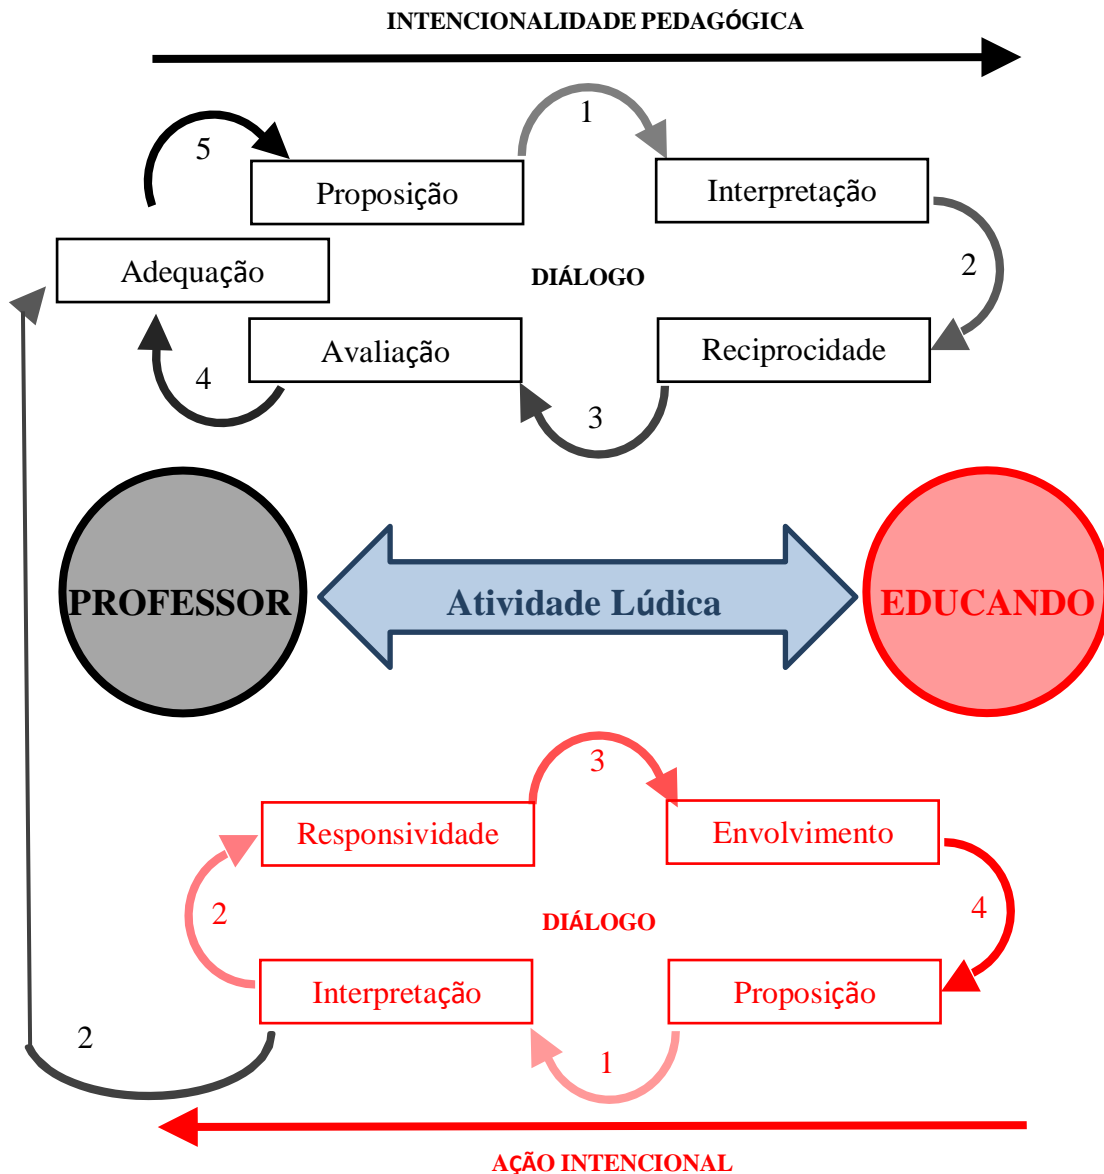 INTENCIONALIDADE PEDAGÓGICA
1
5
Proposição
Interpretação
2
Adequação
DIÁLOGO
Avaliação
Reciprocidade
4
3
PROFESSOR
Atividade Lúdica
EDUCANDO
3
Responsividade
Envolvimento
2
DIÁLOGO
4
Interpretação
Proposição
2
1
AÇÃO INTENCIONAL